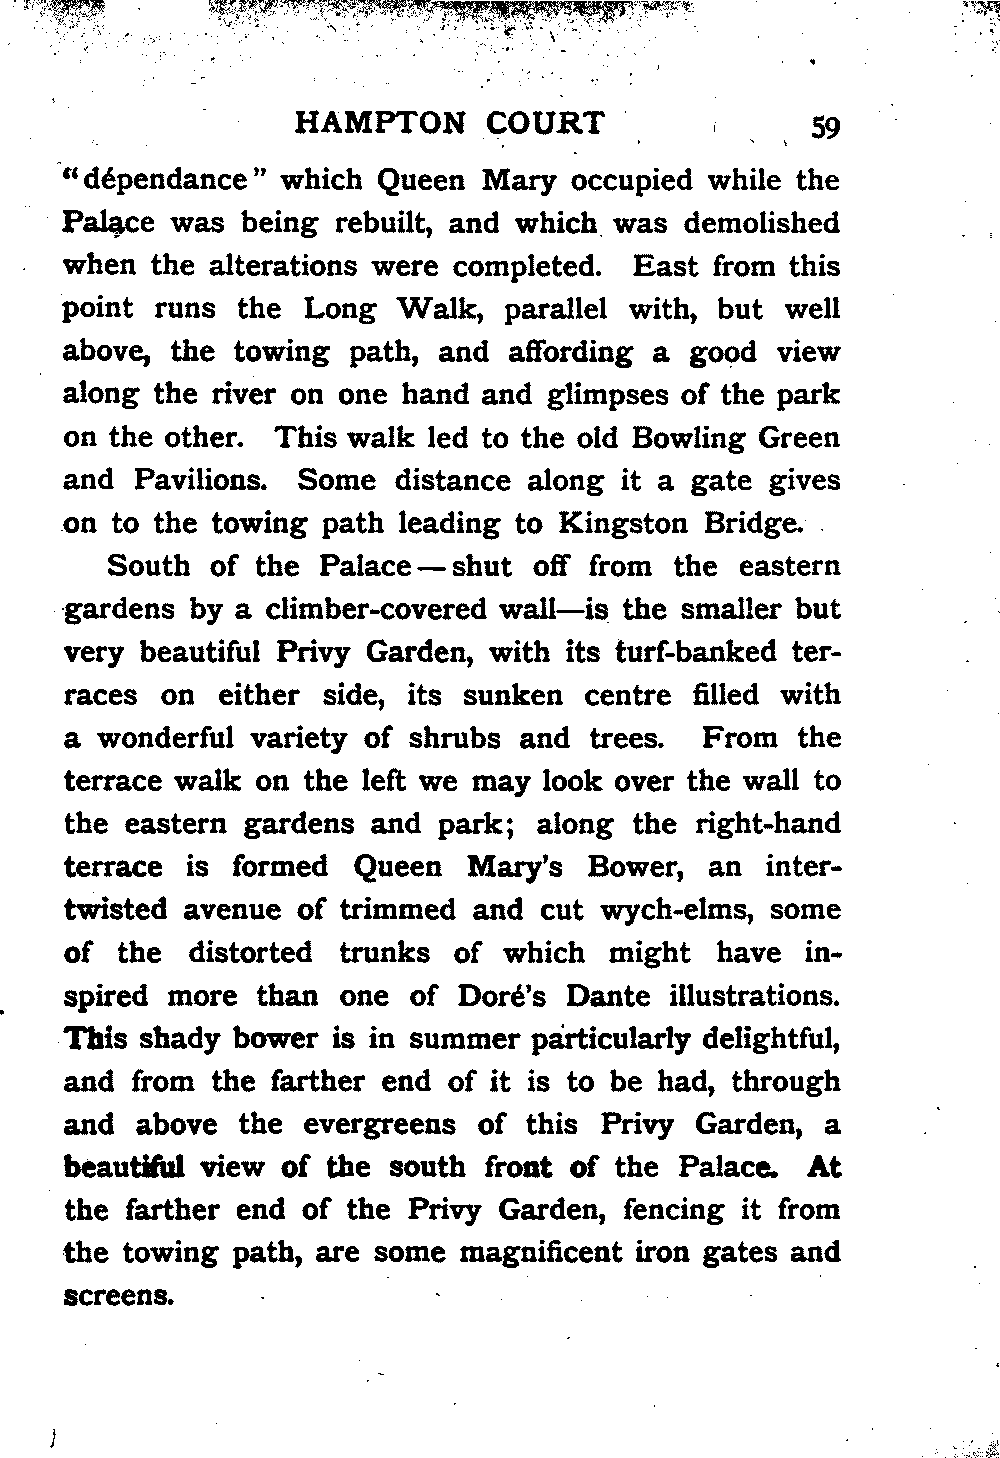 HAMPTON COURT 59
“dépendance” which Queen Mary occupied while the
Palace was being rebuilt, and which was demolished
when the alterations were completed. East from this
point runs the Long Walk, parallel with, but well
above, the towing path, and affording a good view
along the river on one hand and glimpses of the park
on the other. This walk led to the old Bowling Green
and Pavilions. Some distance along it a gate gives
on to the towing path leading to Kingston Bridge.
South of the Palace—shut off from the eastern
gardens by a climber-covered wall—is the smaller but
very beautiful Privy Garden, with its turf-banked ter-
races on either side, its sunken centre filled with
a wonderful variety of shrubs and trees. From the
terrace walk on the left we may look over the wall to
the eastern gardens and park; along the right-hand
terrace is formed Queen Mary's Bower, an inter-
twisted avenue of trimmed and cut wych-elms, some
of the distorted trunks of which might have in-
spired more than one of Doré's Dante illustrations.
This shady bower is in summer particularly delightful,
and from the farther end of it is to be had, through
and above the evergreens of this Privy Garden, a
beautiful view of the south front of the Palace. At
the farther end of the Privy Garden, fencing it from
the towing path, are some magnificent iron gates and
screens.